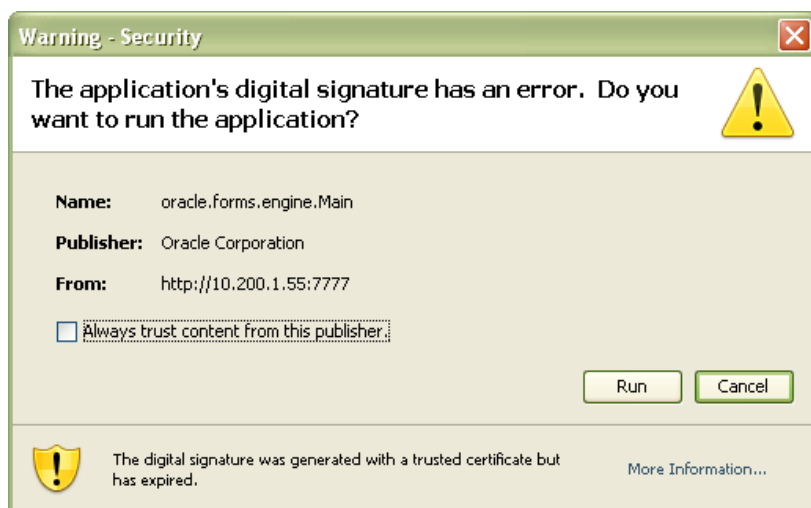 Warning - Security
The application's digital signature has an error. Do you
want to run the application?
Name: oracle.forms.engine.Main
Publisher: Oracle Corporation
From: http://10.200.1.55:7777
Always trust content from this publisher.
Run Cancel
The digital signature was generated with a trusted certificate but
has expired.
More Information...